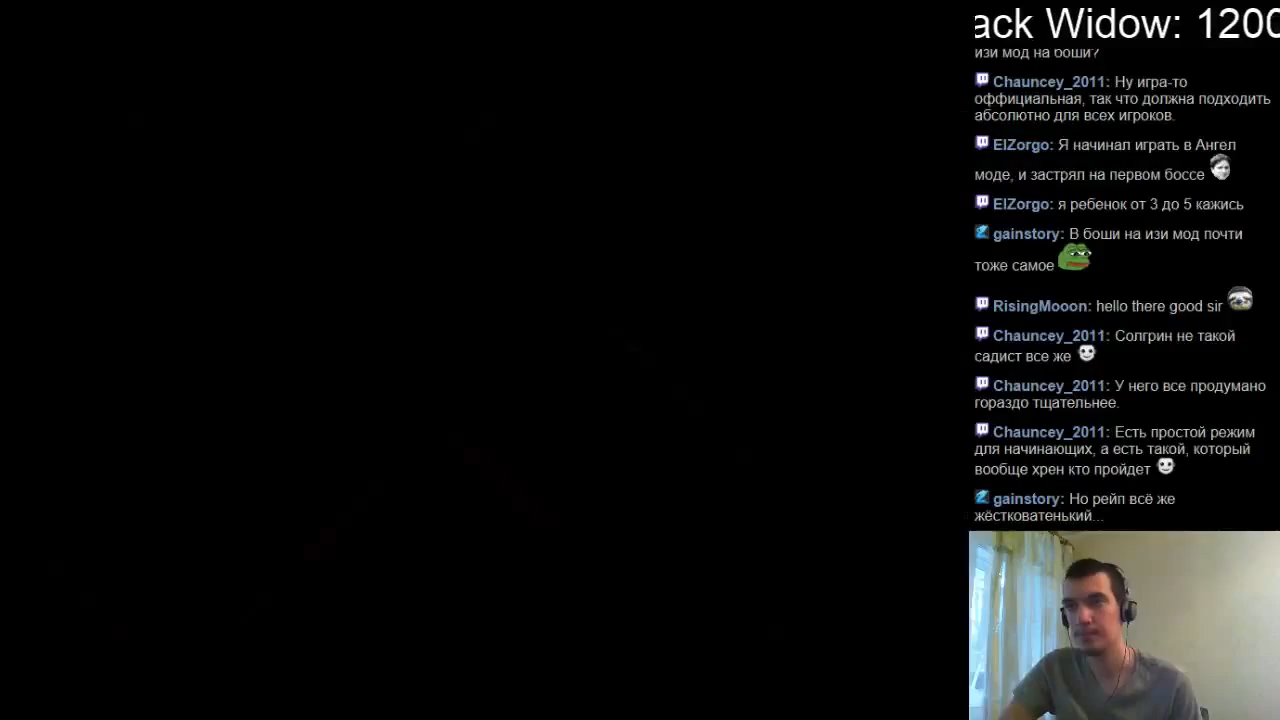 ack Widow: 1200
изи мод на боши?
Chauncey_2011: Ну игра-то
оффициальная, так что должна подходить
абсолютно для всех игроков.
ElZorgo: Я начинал играть в Ангел
моде, и застрял на первом боссе
ElZorgo: я ребенок от 3 до 5 кажись
gainstory: В боши на изи мод почти
тоже самое
RisingMooon: hello there good sir
Chauncey_2011: Солгрин не такой
садист все же
Chauncey_2011: У него все продумано
гораздо тщательнее.
Chauncey_2011: Есть простой режим
для начинающих, а есть такой, который
вообще хрен кто пройдет
gainstory: Но рейп всё же
жёстковатенький...